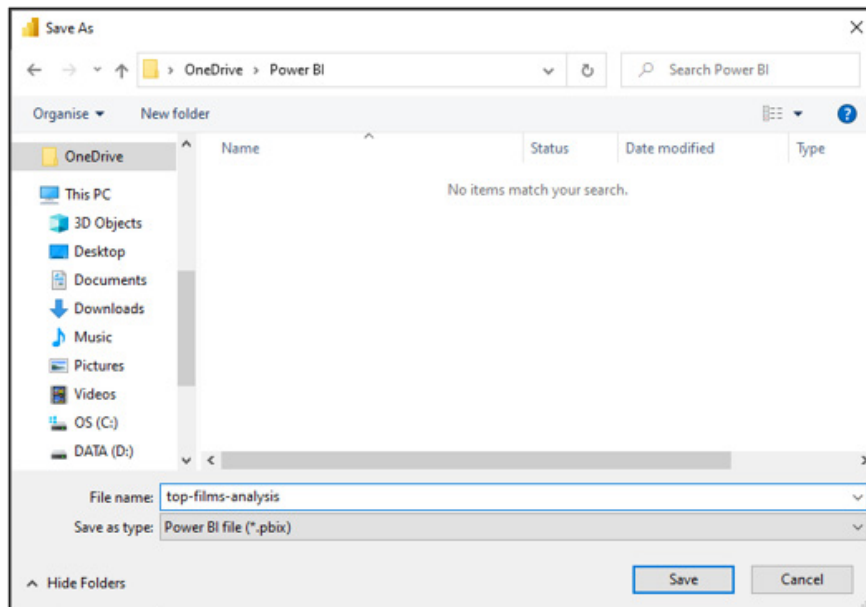 Save As
OneDrive > Power BI
Search Power BI
Organise
New folder
Name
Status
Date modified
Type
OneDrive
No items match your search.
This PC
3D Objects
Desktop
Documents
Downloads
Music
Pictures
Videos
OS (C:)
DATA (D:)
File name: top-films-analysis
Save as type: Power BI file (*.pbix)
Hide Folders
Save
Cancel